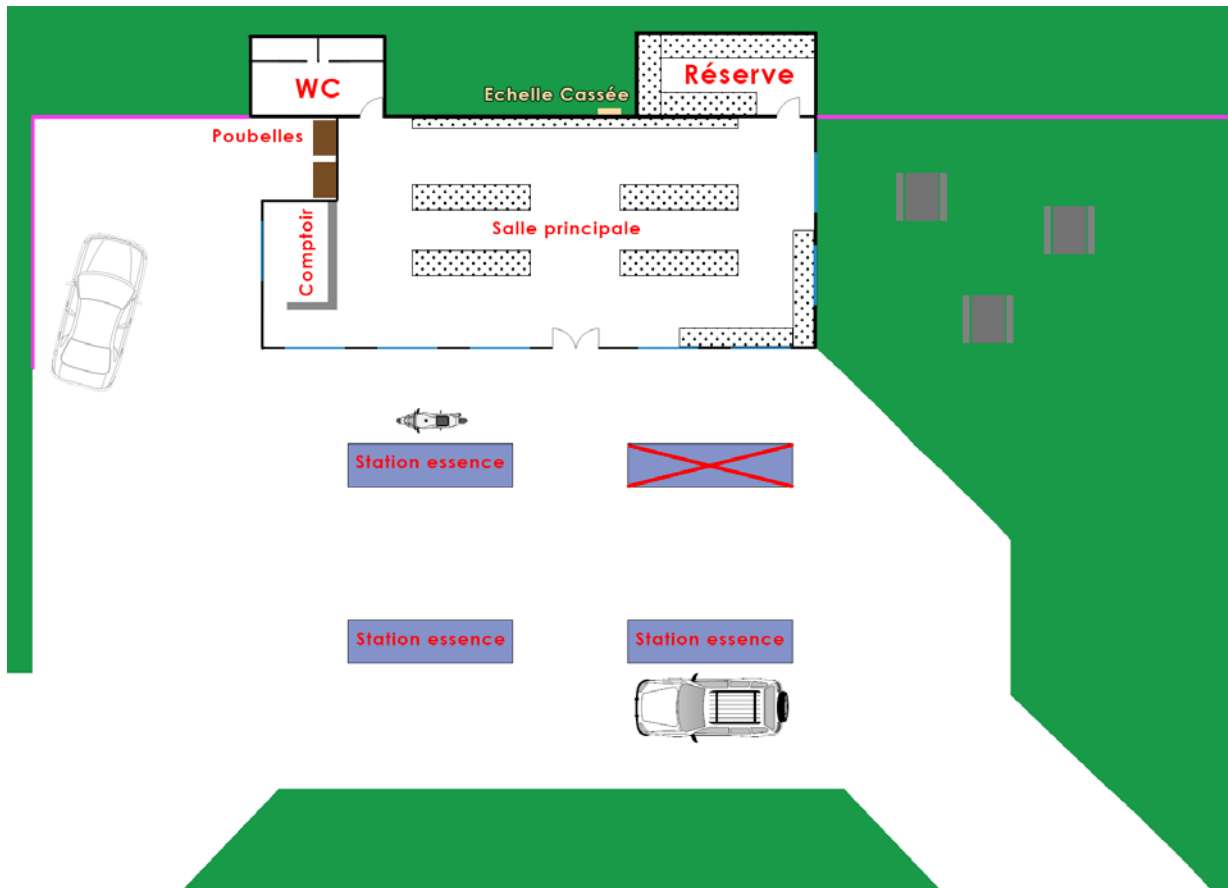 WC
Réserve
Echelle Cassée
Poubelles
Comptoir
Salle principale
Station essence
Station essence
Station essence